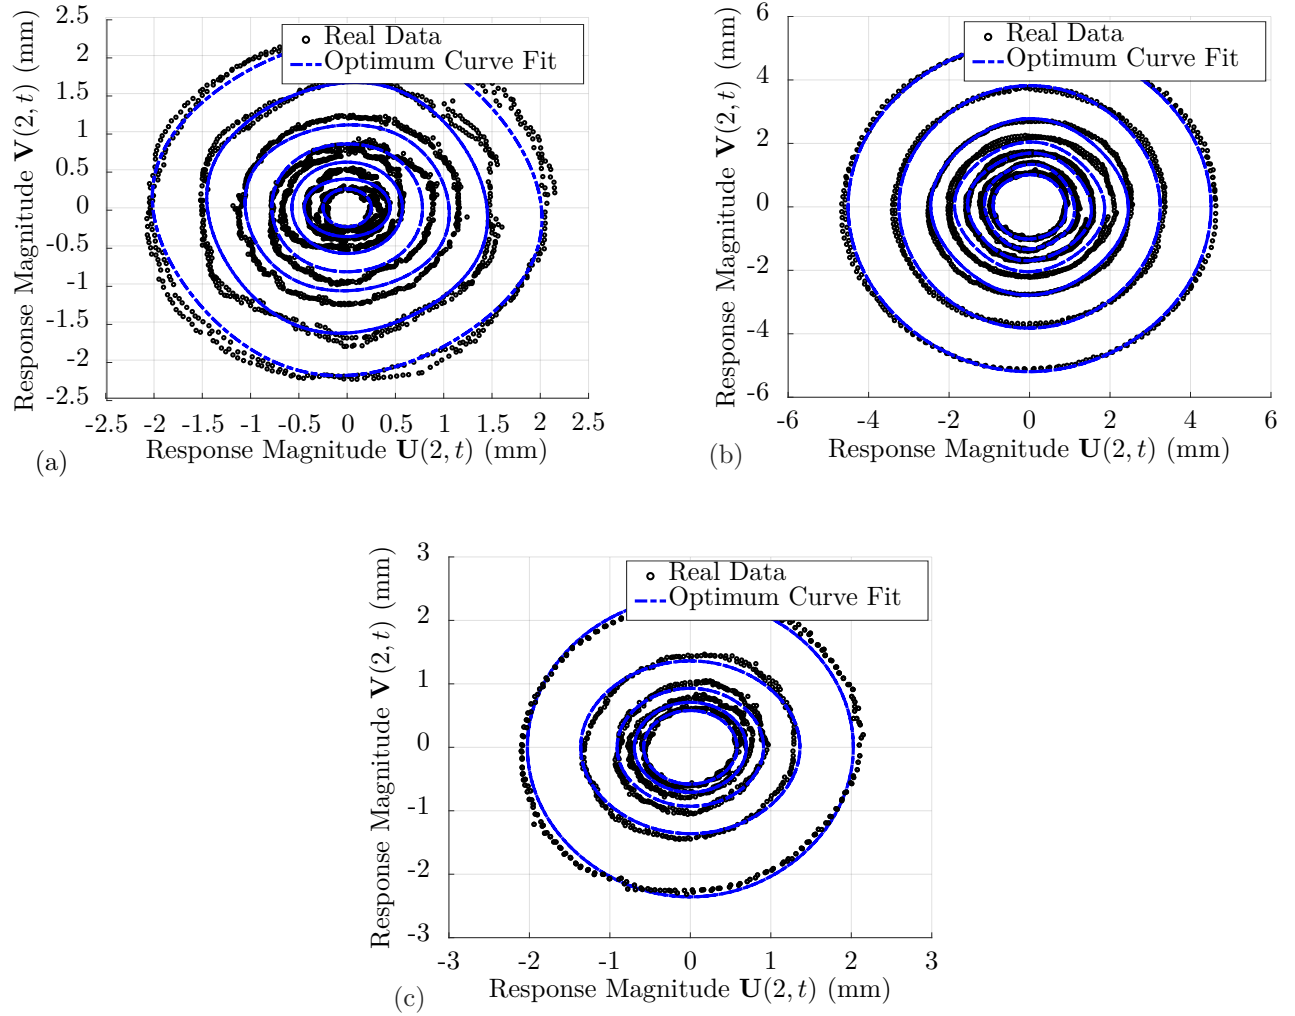 Response Magnitude V(2, t) (mm)
2.5
2
1.5
1
0.5
0
-0.5
-1
-1.5
-2
-2.5
Real Data
Optimum Curve Fit
-2.5 -2 -1.5 -1 -0.5 0 0.5 1 1.5 2 2.5
Response Magnitude U(2, t) (mm)
(a)
Response Magnitude V(2, t) (mm)
6
4
2
0
-2
-4
-6
Real Data
Optimum Curve Fit
-6 -4 -2 0 2 4 6
Response Magnitude U(2, t) (mm)
(b)
Response Magnitude V(2, t) (mm)
3
2
1
0
-1
-2
-3
Real Data
Optimum Curve Fit
-3 -2 -1 0 1 2 3
Response Magnitude U(2, t) (mm)
(c)